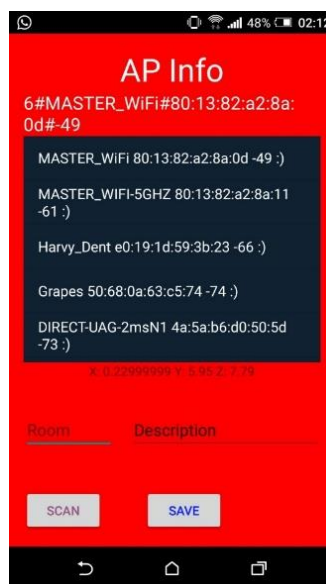 48% 02:12
AP Info
6#MASTER_WiFi#80:13:82:a2:8a:
0d#-49
MASTER_WiFi 80:13:82:a2:8a:0d -49 :)
MASTER_WIFI-5GHZ 80:13:82:a2:8a:11
-61 :)
Harvy_Dent e0:19:1d:59:3b:23 -66 :)
Grapes 50:68:0a:63:c5:74 -74 :)
DIRECT-UAG-2msN1 4a:5a:b6:d0:50:5d
-73 :)
X: 0.22999999 Y: 5.95 Z: 7.79
Room Description
SCAN SAVE